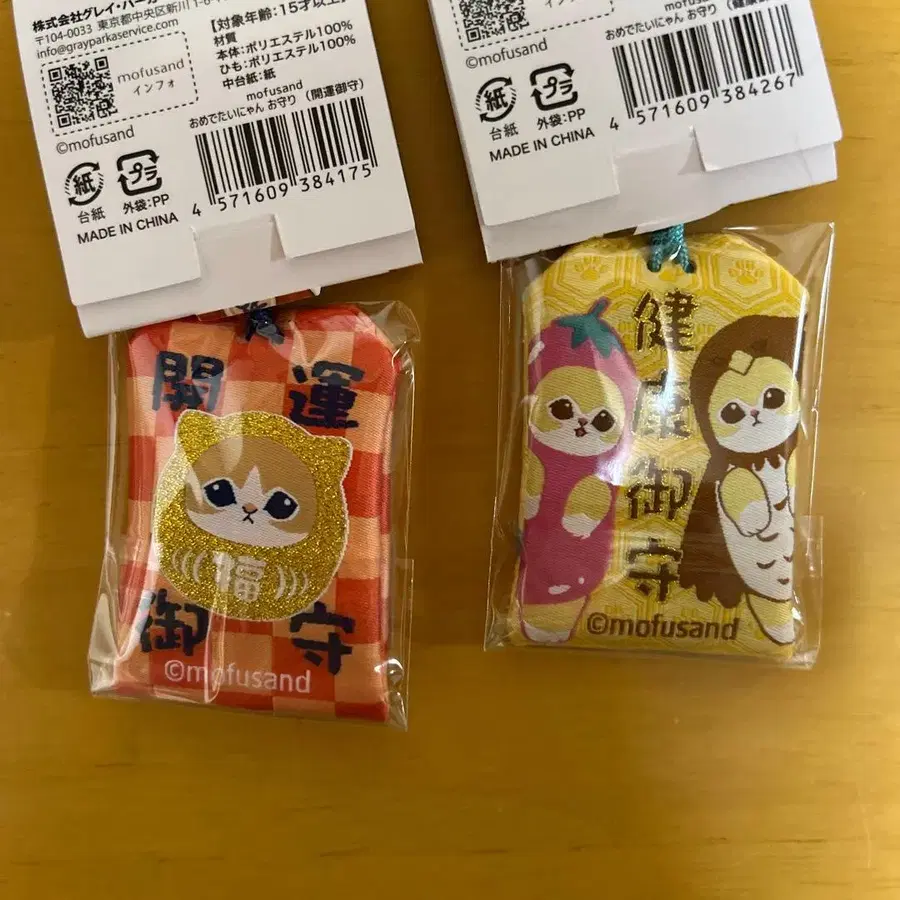 株式会社グレイ・パーカ
〒104-0033 東京都中央区新川1-6-1
info@grayparkaservice.com
【対象年齢:15才以上】
材質
本体:ポリエステル100%
ひも:ポリエステル100%
中台紙:紙
mofusand
インフォ
mofusand
おめでたいにゃん お守り (開運御守)
©mofusand
紙
台紙
プラ
外袋:PP
MADE IN CHINA
4 571609 384175
開運
福
御守
©mofusand
mofusand
おめでたいにゃん お守り
©mofusand
紙
台紙
プラ
外袋:PP
MADE IN CHINA
4 571609 384267
健康御守
©mofusand